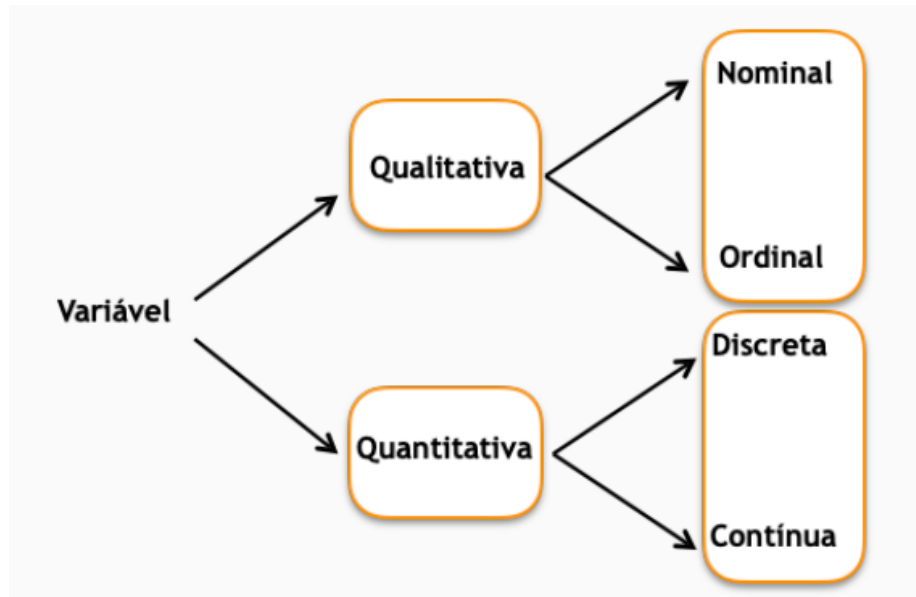 Nominal
Qualitativa
Ordinal
Variável
Discreta
Quantitativa
Contínua